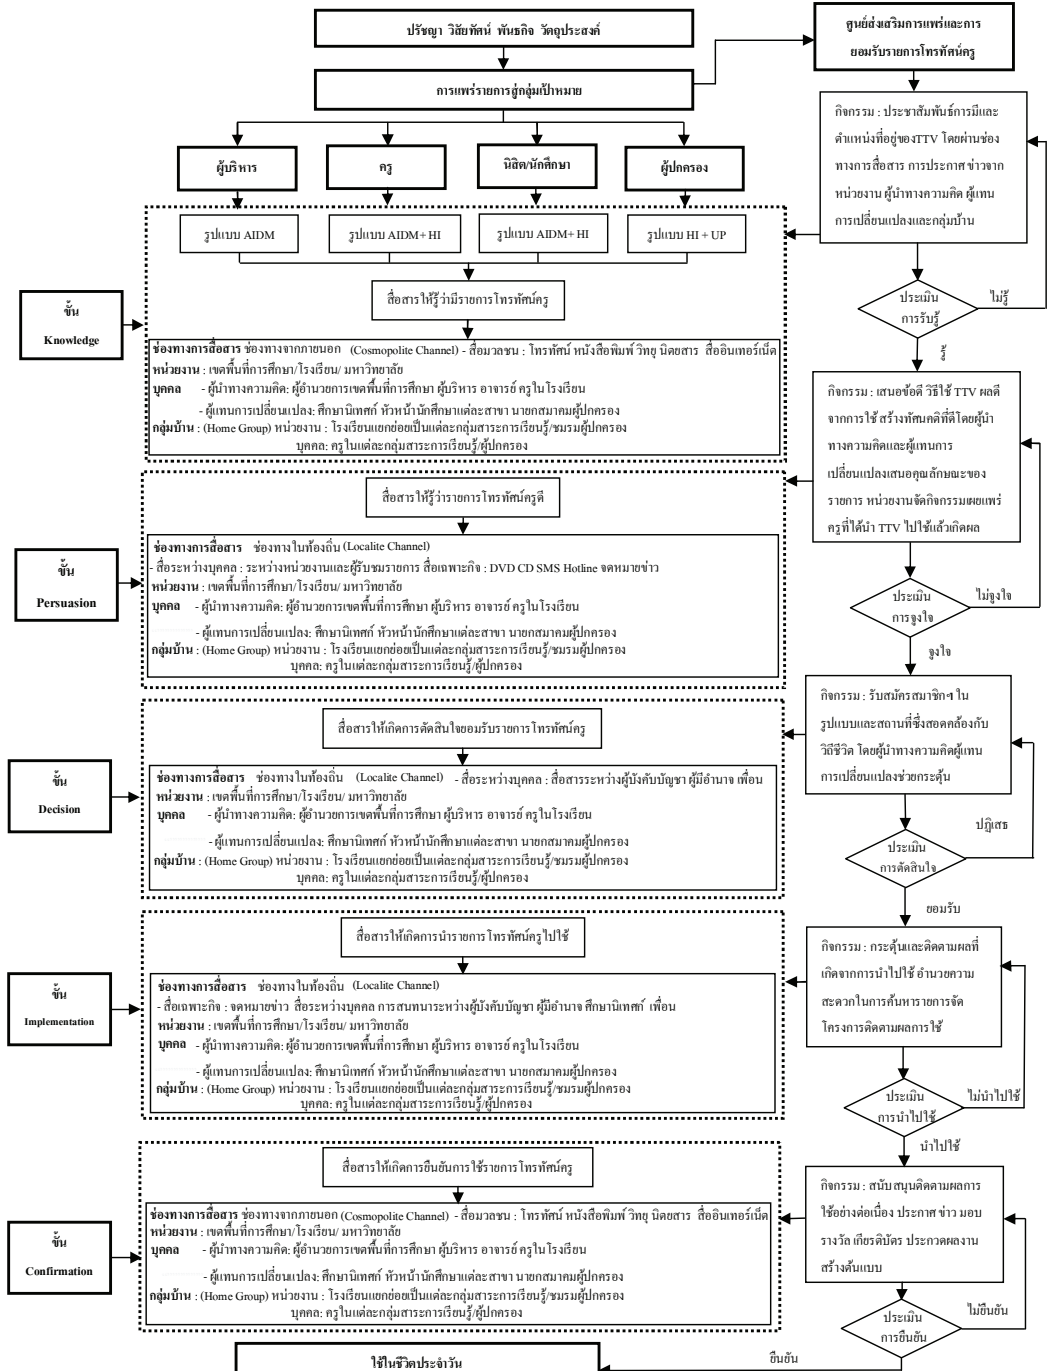 ปรัชญา วิสัยทัศน์ พันธกิจ วัตถุประสงค์
ศูนย์ส่งเสริมการแพร่และการ
ยอมรับรายการโทรทัศน์ครู
การแพร่รายการสู่กลุ่มเป้าหมาย
ผู้บริหาร
ครู
นิสิต/นักศึกษา
ผู้ปกครอง
กิจกรรม : ประชาสัมพันธ์การมีและ
ตำแหน่งที่อยู่ของTTV โดยผ่านช่อง
ทางการสื่อสาร การประกาศ ข่าวจาก
หน่วยงาน ผู้นำทางความคิด ผู้แทน
การเปลี่ยนแปลงและกลุ่มบ้าน
รูปแบบ AIDM
รูปแบบ AIDM+ HI
รูปแบบ AIDM+ HI
รูปแบบ HI + UP
สื่อสารให้รู้ว่ามีรายการโทรทัศน์ครู
ประเมิน
การรับรู้
ไม่รู้
รู้
ขั้น
Knowledge
ช่องทางการสื่อสาร ช่องทางจากภายนอก (Cosmopolite Channel) - สื่อมวลชน : โทรทัศน์ หนังสือพิมพ์ วิทยุ นิตยสาร สื่ออินเทอร์เน็ต
หน่วยงาน : เขตพื้นที่การศึกษา/โรงเรียน/ มหาวิทยาลัย
บุคคล - ผู้นำทางความคิด: ผู้อำนวยการเขตพื้นที่การศึกษา ผู้บริหาร อาจารย์ ครูในโรงเรียน
- ผู้แทนการเปลี่ยนแปลง: ศึกษานิเทศก์ หัวหน้านักศึกษาแต่ละสาขา นายกสมาคมผู้ปกครอง
กลุ่มบ้าน : (Home Group) หน่วยงาน : โรงเรียนแยกย่อยเป็นแต่ละกลุ่มสาระการเรียนรู้/ชมรมผู้ปกครอง
บุคคล: ครูในแต่ละกลุ่มสาระการเรียนรู้/ผู้ปกครอง
กิจกรรม : เสนอข้อดี วิธีใช้ TTV ผลดี
จากการใช้ สร้างทัศนคติที่ดีโดยผู้นำ
ทางความคิดและผู้แทนการ
เปลี่ยนแปลงเสนอคุณลักษณะของ
รายการ หน่วยงานจัดกิจกรรมเผยแพร่
ครูที่ได้นำ TTV ไปใช้แล้วเกิดผล
สื่อสารให้รู้ว่ารายการโทรทัศน์ครูดี
ขั้น
Persuasion
ช่องทางการสื่อสาร ช่องทางในท้องถิ่น (Localite Channel)
- สื่อระหว่างบุคคล : ระหว่างหน่วยงานและผู้รับชมรายการ สื่อเฉพาะกิจ : DVD CD SMS Hotline จดหมายข่าว
หน่วยงาน : เขตพื้นที่การศึกษา/โรงเรียน/ มหาวิทยาลัย
บุคคล - ผู้นำทางความคิด: ผู้อำนวยการเขตพื้นที่การศึกษา ผู้บริหาร อาจารย์ ครูในโรงเรียน
- ผู้แทนการเปลี่ยนแปลง: ศึกษานิเทศก์ หัวหน้านักศึกษาแต่ละสาขา นายกสมาคมผู้ปกครอง
กลุ่มบ้าน : (Home Group) หน่วยงาน : โรงเรียนแยกย่อยเป็นแต่ละกลุ่มสาระการเรียนรู้/ชมรมผู้ปกครอง
บุคคล: ครูในแต่ละกลุ่มสาระการเรียนรู้/ผู้ปกครอง
ประเมิน
การจูงใจ
ไม่จูงใจ
จูงใจ
กิจกรรม : รับสมัครสมาชิกฯ ใน
รูปแบบและสถานที่ซึ่งสอดคล้องกับ
วิถีชีวิต โดยผู้นำทางความคิดผู้แทน
การเปลี่ยนแปลงช่วยกระตุ้น
สื่อสารให้เกิดการตัดสินใจยอมรับรายการโทรทัศน์ครู
ขั้น
Decision
ช่องทางการสื่อสาร ช่องทางในท้องถิ่น (Localite Channel) - สื่อระหว่างบุคคล : สื่อสารระหว่างผู้บังคับบัญชา ผู้มีอำนาจ เพื่อน
หน่วยงาน : เขตพื้นที่การศึกษา/โรงเรียน/ มหาวิทยาลัย
บุคคล - ผู้นำทางความคิด: ผู้อำนวยการเขตพื้นที่การศึกษา ผู้บริหาร อาจารย์ ครูในโรงเรียน
- ผู้แทนการเปลี่ยนแปลง: ศึกษานิเทศก์ หัวหน้านักศึกษาแต่ละสาขา นายกสมาคมผู้ปกครอง
กลุ่มบ้าน : (Home Group) หน่วยงาน : โรงเรียนแยกย่อยเป็นแต่ละกลุ่มสาระการเรียนรู้/ชมรมผู้ปกครอง
บุคคล: ครูในแต่ละกลุ่มสาระการเรียนรู้/ผู้ปกครอง
ประเมิน
การตัดสินใจ
ปฏิเสธ
ยอมรับ
กิจกรรม : กระตุ้นและติดตามผลที่
เกิดจากการนำไปใช้ อำนวยความ
สะดวกในการค้นหารายการจัด
โครงการติดตามผลการใช้
สื่อสารให้เกิดการนำรายการโทรทัศน์ครูไปใช้
ขั้น
Implementation
ช่องทางการสื่อสาร ช่องทางในท้องถิ่น (Localite Channel)
- สื่อเฉพาะกิจ : จดหมายข่าว สื่อระหว่างบุคคล การสนทนาระหว่างผู้บังคับบัญชา ผู้มีอำนาจ ศึกษานิเทศก์ เพื่อน
หน่วยงาน : เขตพื้นที่การศึกษา/โรงเรียน/ มหาวิทยาลัย
บุคคล - ผู้นำทางความคิด: ผู้อำนวยการเขตพื้นที่การศึกษา ผู้บริหาร อาจารย์ ครูในโรงเรียน
- ผู้แทนการเปลี่ยนแปลง: ศึกษานิเทศก์ หัวหน้านักศึกษาแต่ละสาขา นายกสมาคมผู้ปกครอง
กลุ่มบ้าน : (Home Group) หน่วยงาน : โรงเรียนแยกย่อยเป็นแต่ละกลุ่มสาระการเรียนรู้/ชมรมผู้ปกครอง
บุคคล: ครูในแต่ละกลุ่มสาระการเรียนรู้/ผู้ปกครอง
ประเมิน
การนำไปใช้
ไม่นำไปใช้
นำไปใช้
กิจกรรม : สนับสนุนติดตามผลการ
ใช้อย่างต่อเนื่อง ประกาศ ข่าว มอบ
รางวัล เกียรติบัตร ประกวดผลงาน
สร้างต้นแบบ
สื่อสารให้เกิดการยืนยันการใช้รายการโทรทัศน์ครู
ขั้น
Confirmation
ช่องทางการสื่อสาร ช่องทางจากภายนอก (Cosmopolite Channel) - สื่อมวลชน : โทรทัศน์ หนังสือพิมพ์ วิทยุ นิตยสาร สื่ออินเทอร์เน็ต
หน่วยงาน : เขตพื้นที่การศึกษา/โรงเรียน/ มหาวิทยาลัย
บุคคล - ผู้นำทางความคิด: ผู้อำนวยการเขตพื้นที่การศึกษา ผู้บริหาร อาจารย์ ครูในโรงเรียน
- ผู้แทนการเปลี่ยนแปลง: ศึกษานิเทศก์ หัวหน้านักศึกษาแต่ละสาขา นายกสมาคมผู้ปกครอง
กลุ่มบ้าน : (Home Group) หน่วยงาน : โรงเรียนแยกย่อยเป็นแต่ละกลุ่มสาระการเรียนรู้/ชมรมผู้ปกครอง
บุคคล: ครูในแต่ละกลุ่มสาระการเรียนรู้/ผู้ปกครอง
ประเมิน
การยืนยัน
ไม่ยืนยัน
ยืนยัน
ใช้ในชีวิตประจำวัน